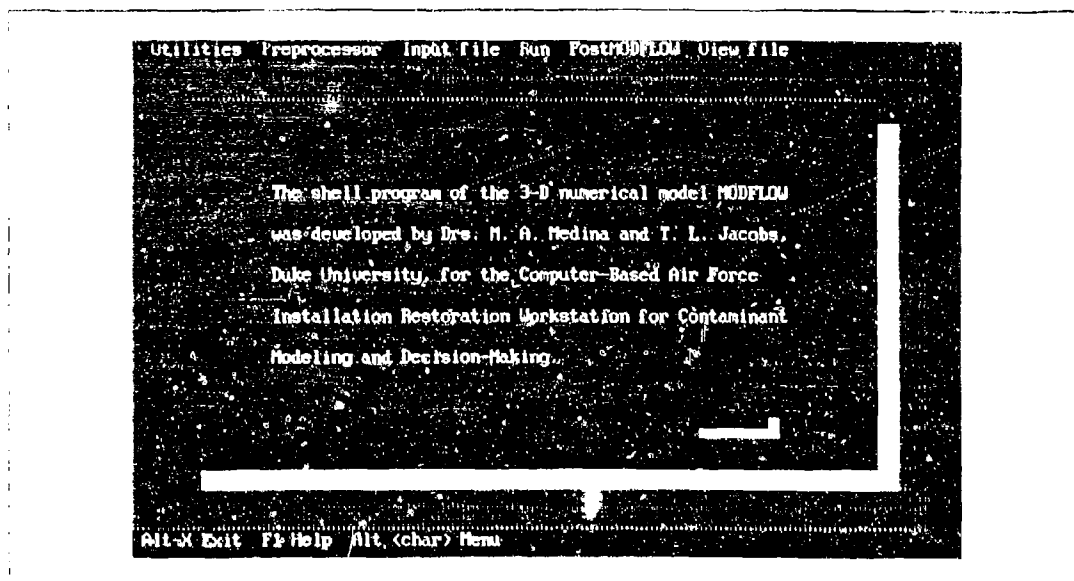 Utilities Preprocessor Input file Run PostMODFLOW View file
The shell program of the 3-D numerical model MODFLOW
was developed by Drs. M. A. Medina and T. L. Jacobs,
Duke University, for the Computer-Based Air Force
Installation Restoration Workstation for Contaminant
Modeling and Decision-Making.
Alt-X Exit F1 Help Alt <char> Menu